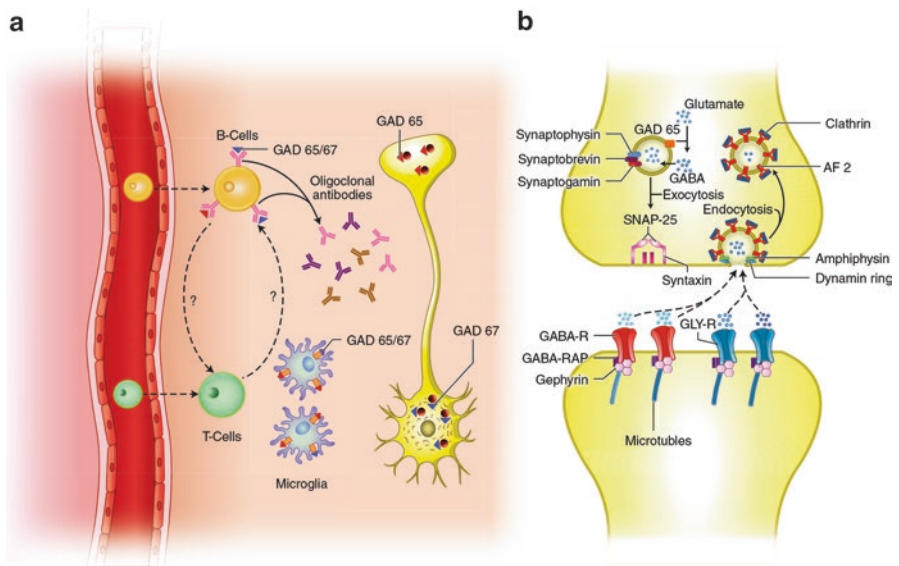 a
B-Cells
GAD 65/67
Oligoclonal
antibodies
?
?
GAD 65/67
T-Cells
Microglia
GAD 65
GAD 67
b
Glutamate
GAD 65
Synaptophysin
Synaptobrevin
Synaptogamin
GABA
Exocytosis
SNAP-25
Syntaxin
Clathrin
AF 2
Endocytosis
Amphiphysin
Dynamin ring
GABA-R
GLY-R
GABA-RAP
Gephyrin
Microtubles